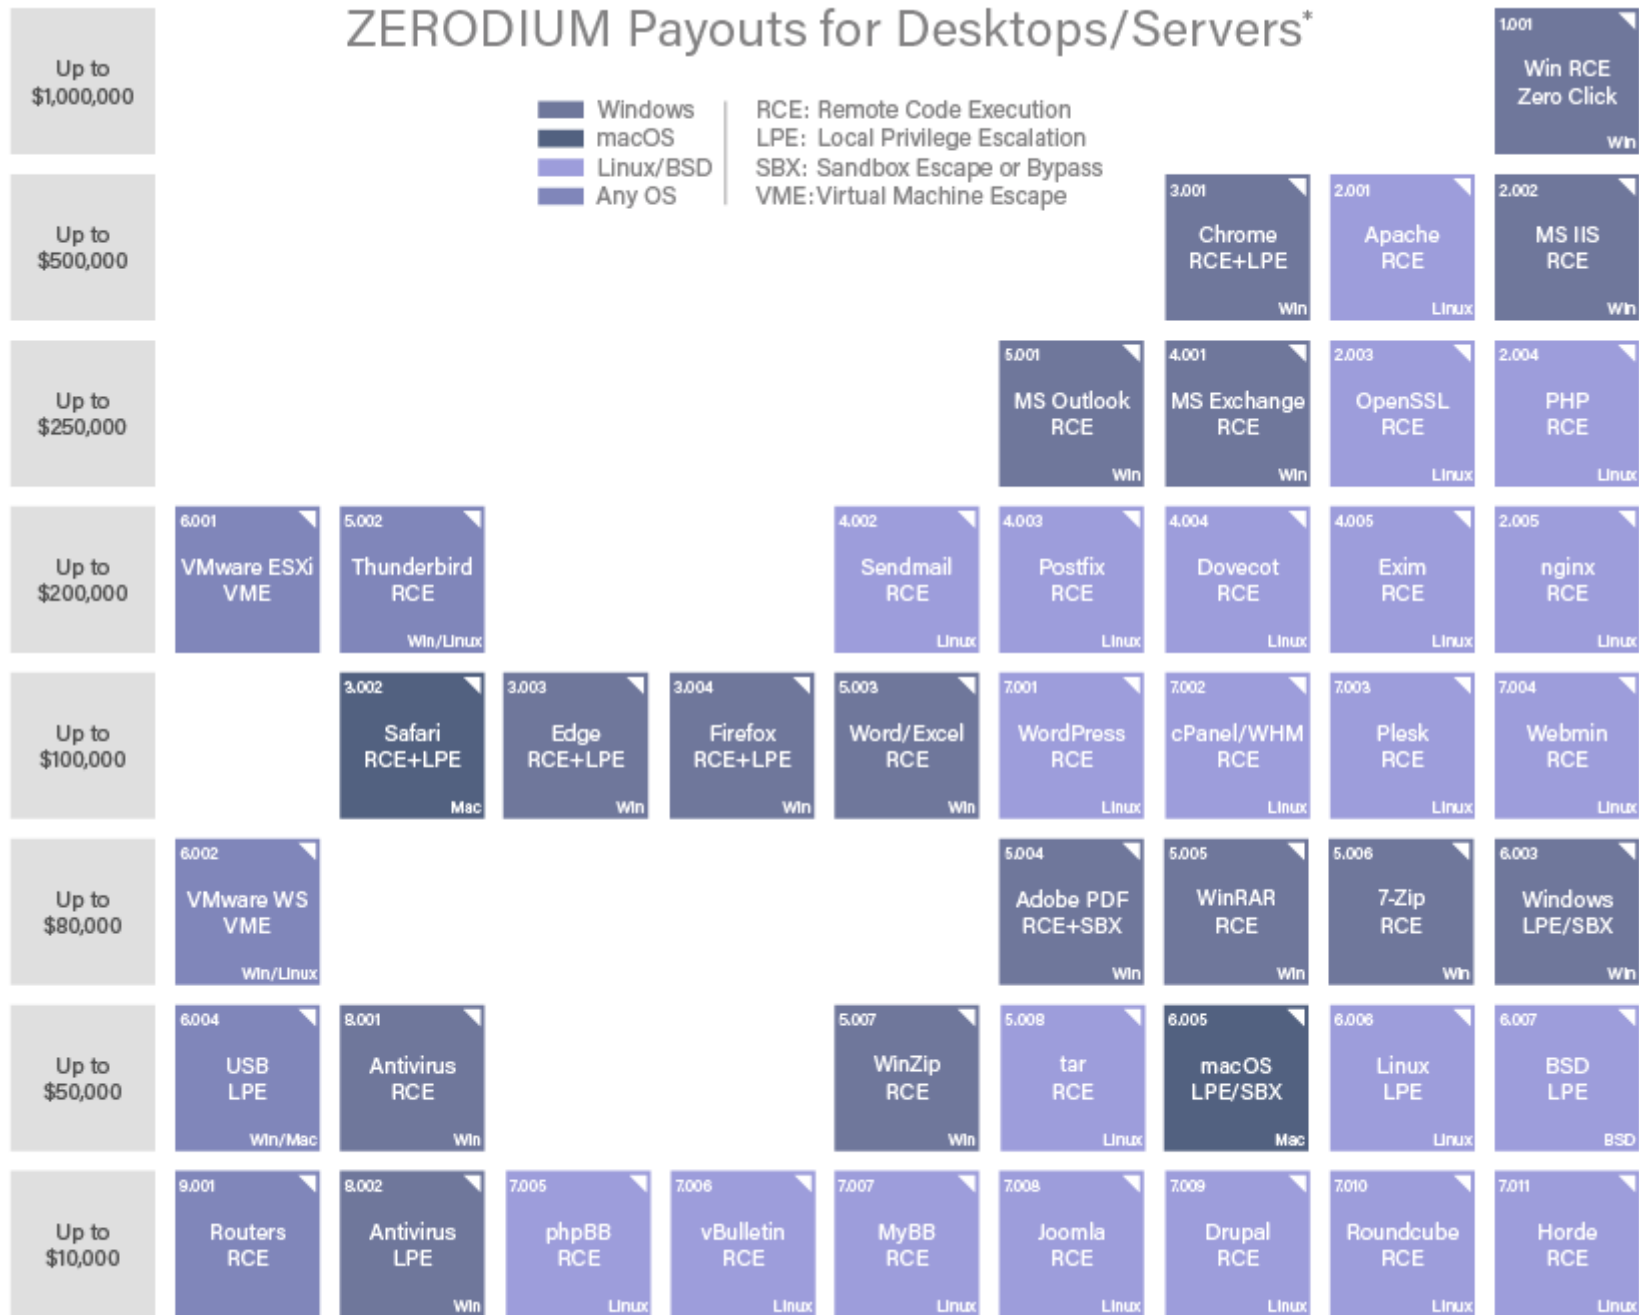 ZERODIUM Payouts for Desktops/Servers*
Windows
macOS
Linux/BSD
Any OS
RCE: Remote Code Execution
LPE: Local Privilege Escalation
SBX: Sandbox Escape or Bypass
VME: Virtual Machine Escape
Up to
$1,000,000
1.001
Win RCE
Zero Click
Win
Up to
$500,000
3.001
Chrome
RCE+LPE
Win
2.001
Apache
RCE
Linux
2.002
MS IIS
RCE
Win
Up to
$250,000
5.001
MS Outlook
RCE
Win
4.001
MS Exchange
RCE
Win
2.003
OpenSSL
RCE
Linux
2.004
PHP
RCE
Linux
Up to
$200,000
6.001
VMware ESXi
VME
5.002
Thunderbird
RCE
Win/Linux
4.002
Sendmail
RCE
Linux
4.003
Postfix
RCE
Linux
4.004
Dovecot
RCE
Linux
4.005
Exim
RCE
Linux
2.005
nginx
RCE
Linux
Up to
$100,000
3.002
Safari
RCE+LPE
Mac
3.003
Edge
RCE+LPE
Win
3.004
Firefox
RCE+LPE
Win
5.003
Word/Excel
RCE
Win
7.001
WordPress
RCE
Linux
7.002
cPanel/WHM
RCE
Linux
7.003
Plesk
RCE
Linux
7.004
Webmin
RCE
Linux
Up to
$80,000
6.002
VMware WS
VME
Win/Linux
5.004
Adobe PDF
RCE+SBX
Win
5.005
WinRAR
RCE
Win
5.006
7-Zip
RCE
Win
6.003
Windows
LPE/SBX
Win
Up to
$50,000
6.004
USB
LPE
Win/Mac
8.001
Antivirus
RCE
Win
5.007
WinZip
RCE
Win
5.008
tar
RCE
Linux
6.005
macOS
LPE/SBX
Mac
6.006
Linux
LPE
Linux
6.007
BSD
LPE
BSD
Up to
$10,000
9.001
Routers
RCE
8.002
Antivirus
LPE
Win
7.005
phpBB
RCE
Linux
7.006
vBulletin
RCE
Linux
7.007
MyBB
RCE
Linux
7.008
Joomla
RCE
Linux
7.009
Drupal
RCE
Linux
7.010
Roundcube
RCE
Linux
7.011
Horde
RCE
Linux